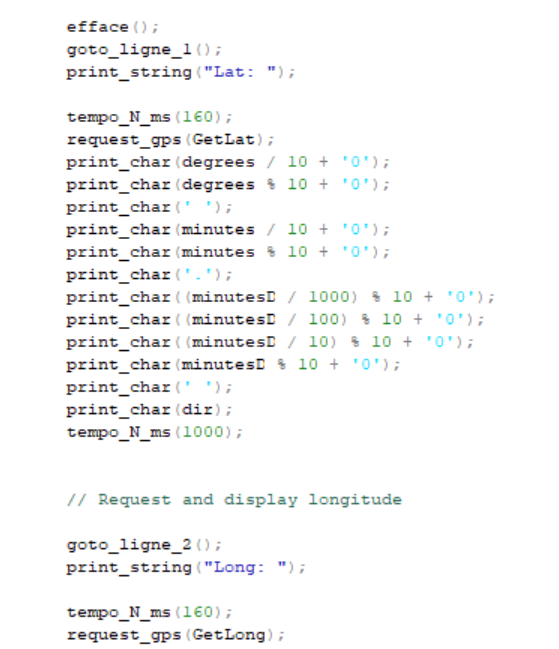 efface();
goto_ligne_1();
print_string("Lat: ");
tempo_N_ms(160);
request_gps(GetLat);
print_char(degrees / 10 + '0');
print_char(degrees % 10 + '0');
print_char(' ');
print_char(minutes / 10 + '0');
print_char(minutes % 10 + '0');
print_char('.');
print_char((minutesD / 1000) % 10 + '0');
print_char((minutesD / 100) % 10 + '0');
print_char((minutesD / 10) % 10 + '0');
print_char(minutesD % 10 + '0');
print_char(' ');
print_char(dir);
tempo_N_ms(1000);
// Request and display longitude
goto_ligne_2();
print_string("Long: ");
tempo_N_ms(160);
request_gps(GetLong);